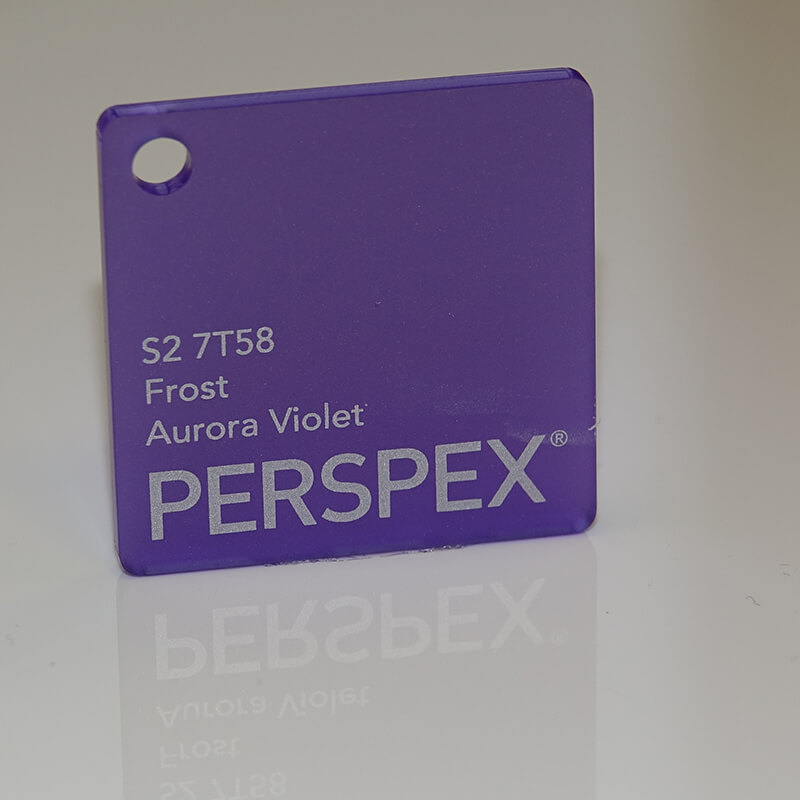 S2 7T58
Frost
Aurora Violet
PERSPEX®